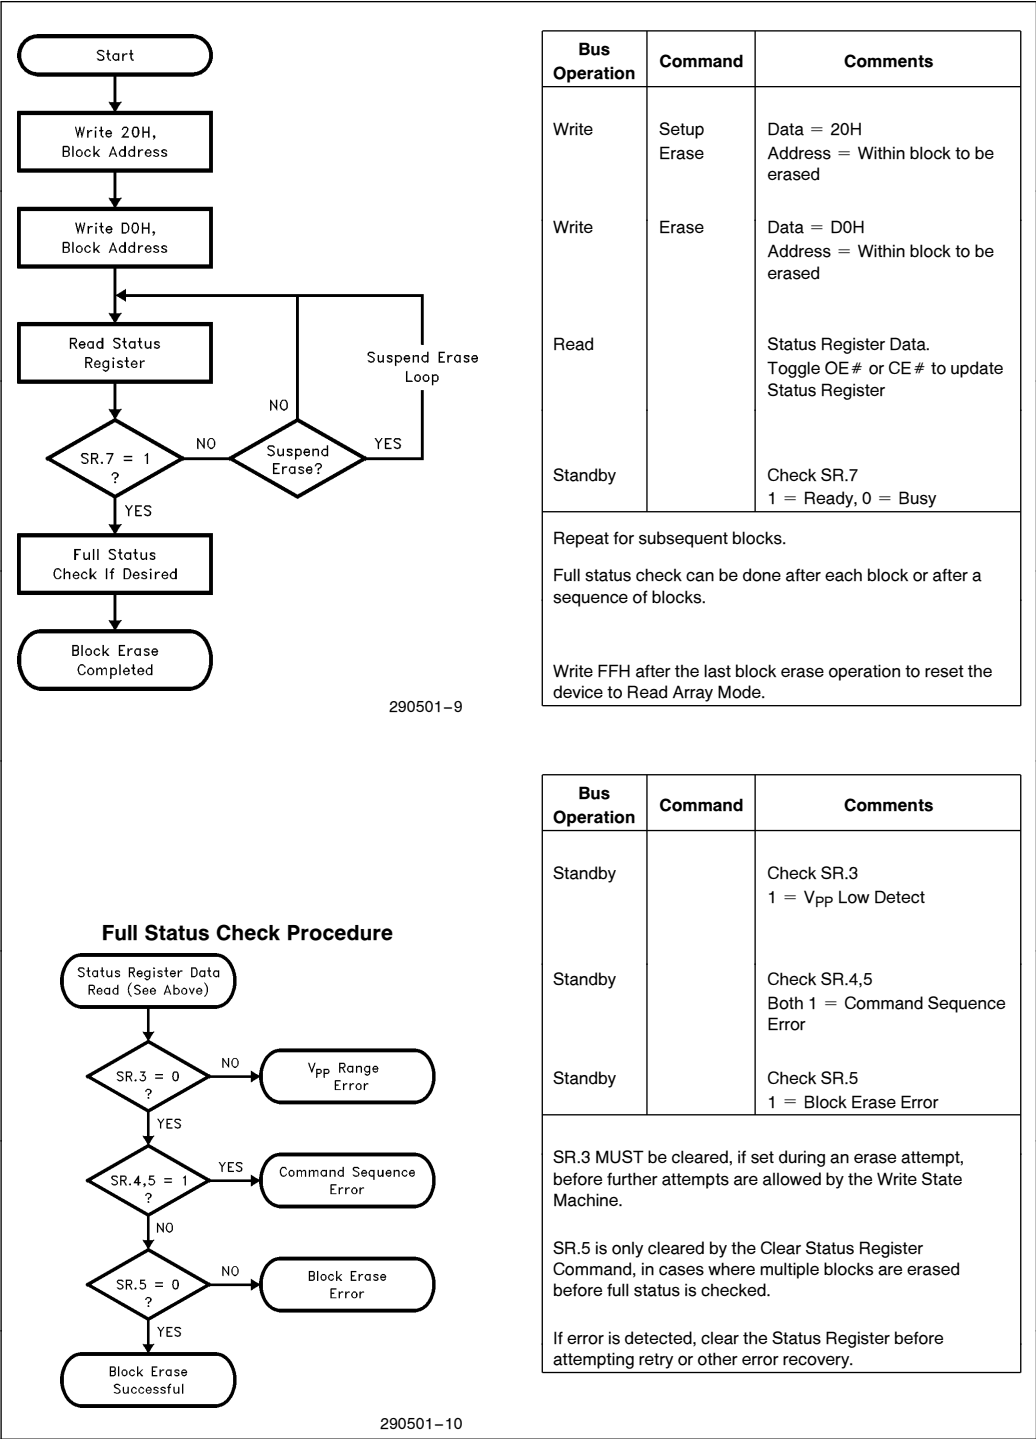 Start
Write 20H,
Block Address
Write D0H,
Block Address
Read Status
Register
SR.7 = 1
?
NO
YES
Suspend
Erase?
NO
YES
Suspend Erase
Loop
Full Status
Check If Desired
Block Erase
Completed
290501–9
Bus
Operation
Command
Comments
Write
Setup
Erase
Data = 20H
Address = Within block to be
erased
Write
Erase
Data = D0H
Address = Within block to be
erased
Read
Status Register Data.
Toggle OE# or CE# to update
Status Register
Standby
Check SR.7
1 = Ready, 0 = Busy
Repeat for subsequent blocks.
Full status check can be done after each block or after a
sequence of blocks.
Write FFH after the last block erase operation to reset the
device to Read Array Mode.
Full Status Check Procedure
Status Register Data
Read (See Above)
SR.3 = 0
?
NO
VPP Range
Error
YES
SR.4,5 = 1
?
YES
Command Sequence
Error
NO
SR.5 = 0
?
NO
Block Erase
Error
YES
Block Erase
Successful
290501–10
Bus
Operation
Command
Comments
Standby
Check SR.3
1 = VPP Low Detect
Standby
Check SR.4,5
Both 1 = Command Sequence
Error
Standby
Check SR.5
1 = Block Erase Error
SR.3 MUST be cleared, if set during an erase attempt,
before further attempts are allowed by the Write State
Machine.
SR.5 is only cleared by the Clear Status Register
Command, in cases where multiple blocks are erased
before full status is checked.
If error is detected, clear the Status Register before
attempting retry or other error recovery.